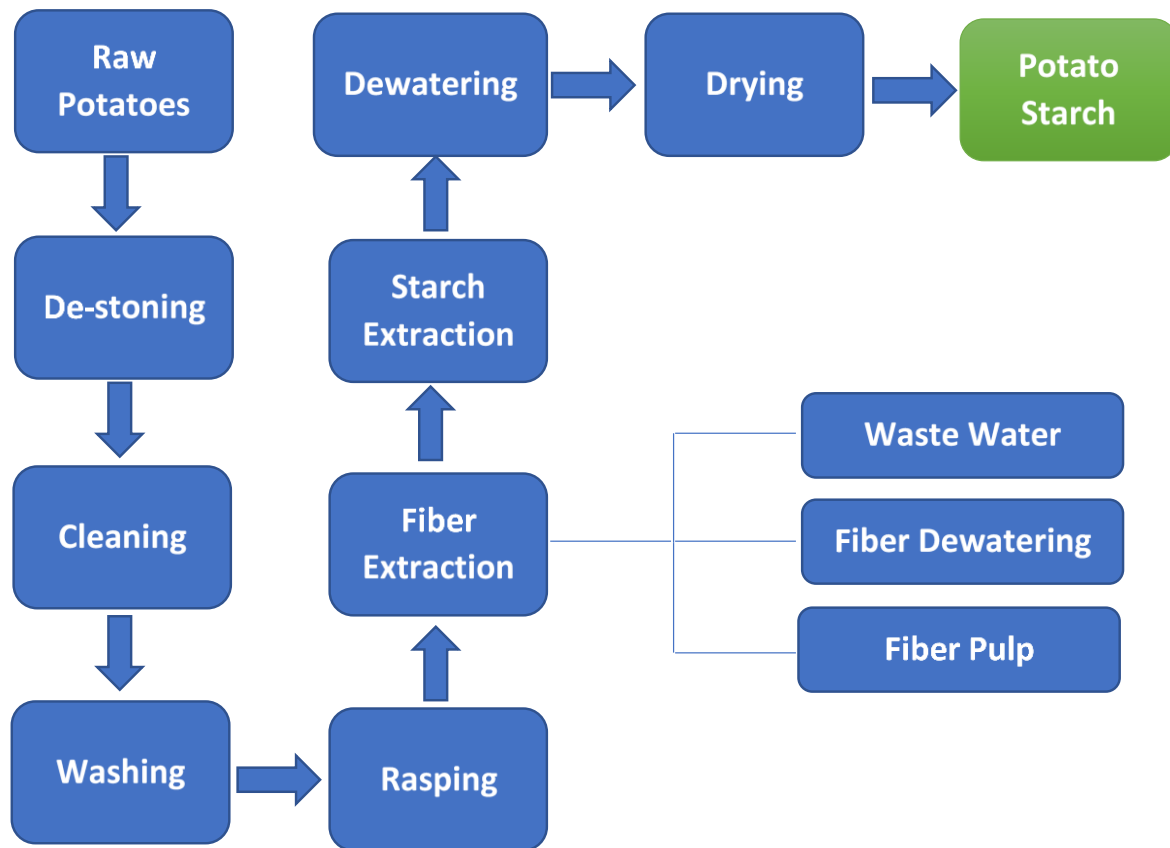 Raw
Potatoes
De-stoning
Cleaning
Washing
Rasping
Fiber
Extraction
Starch
Extraction
Dewatering
Drying
Potato
Starch
Waste Water
Fiber Dewatering
Fiber Pulp